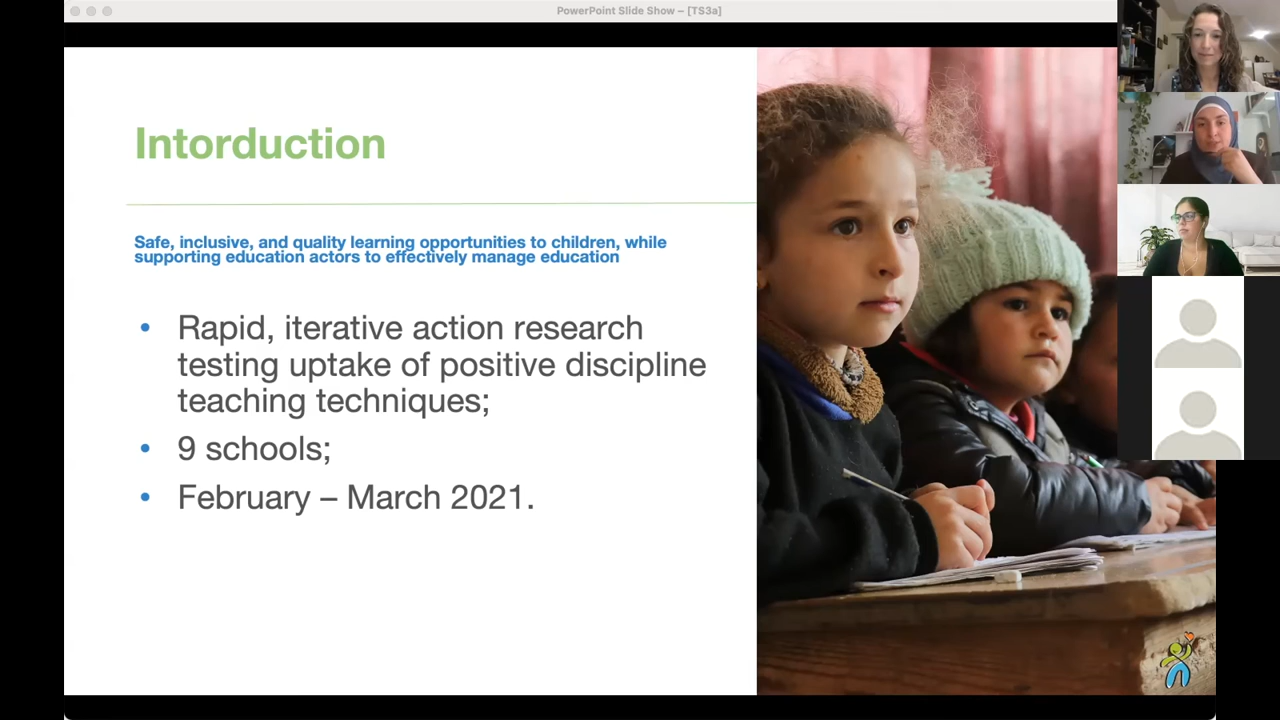 PowerPoint Slide Show – [TS3a]
Intorduction
Safe, inclusive, and quality learning opportunities to children, while
supporting education actors to effectively manage education
• Rapid, iterative action research
testing uptake of positive discipline
teaching techniques;
• 9 schools;
• February – March 2021.